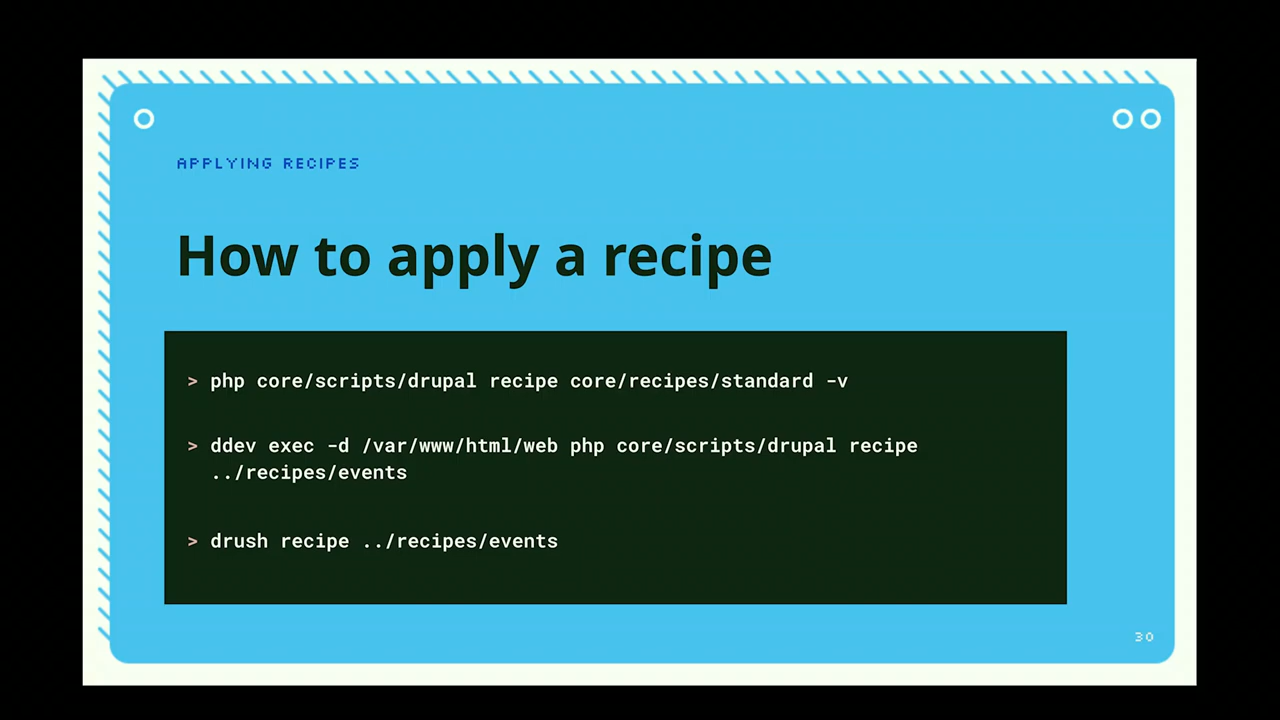 APPLYING RECIPES
How to apply a recipe
> php core/scripts/drupal recipe core/recipes/standard -v
> ddev exec -d /var/www/html/web php core/scripts/drupal recipe
../recipes/events
> drush recipe ../recipes/events
30